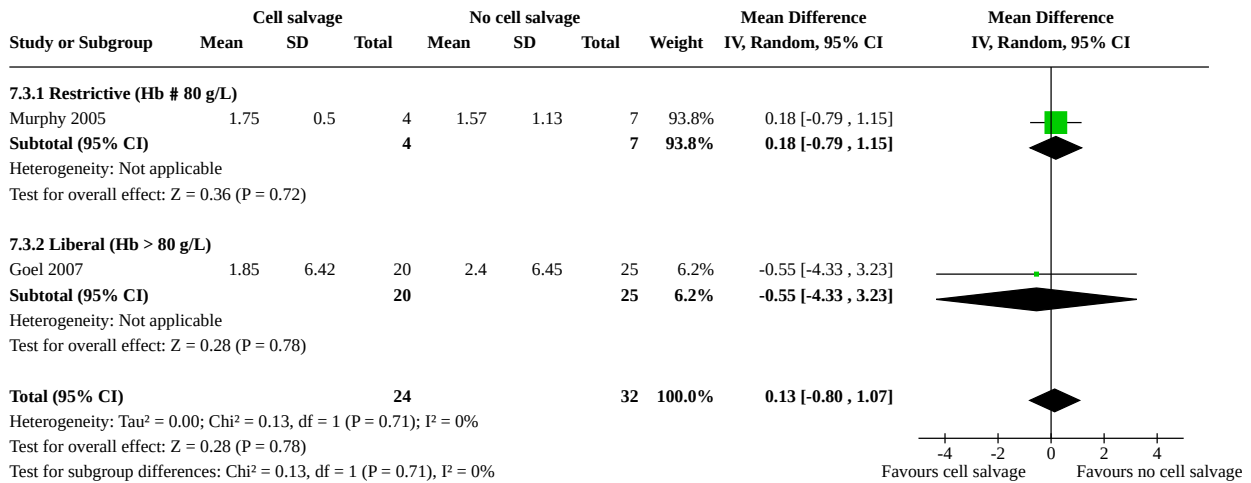 Cell salvage No cell salvage Mean Difference Mean Difference
Study or Subgroup Mean SD Total Mean SD Total Weight IV, Random, 95% CI IV, Random, 95% CI
7.3.1 Restrictive (Hb # 80 g/L)
Murphy 2005 1.75 0.5 4 1.57 1.13 7 93.8% 0.18 [-0.79 , 1.15]
Subtotal (95% CI) 4 7 93.8% 0.18 [-0.79 , 1.15]
Heterogeneity: Not applicable
Test for overall effect: Z = 0.36 (P = 0.72)
7.3.2 Liberal (Hb > 80 g/L)
Goel 2007 1.85 6.42 20 2.4 6.45 25 6.2% -0.55 [-4.33 , 3.23]
Subtotal (95% CI) 20 25 6.2% -0.55 [-4.33 , 3.23]
Heterogeneity: Not applicable
Test for overall effect: Z = 0.28 (P = 0.78)
Total (95% CI) 24 32 100.0% 0.13 [-0.80 , 1.07]
Heterogeneity: Tau² = 0.00; Chi² = 0.13, df = 1 (P = 0.71); I² = 0%
Test for overall effect: Z = 0.28 (P = 0.78)
-4 -2 0 2 4
Test for subgroup differences: Chi² = 0.13, df = 1 (P = 0.71), I² = 0% Favours cell salvage Favours no cell salvage